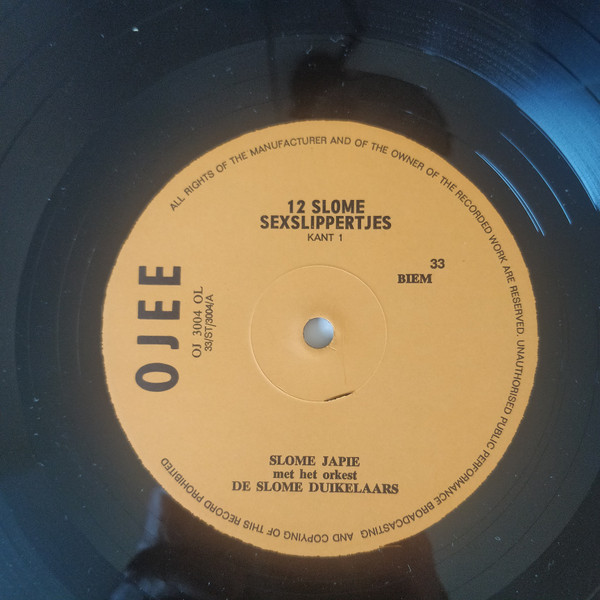 ALL RIGHTS OF THE MANUFACTURER AND OF THE OWNER OF THE RECORDED WORK ARE RESERVED. UNAUTHORISED PUBLIC PERFORMANCE BROADCASTING AND COPYING OF THIS RECORD PROHIBITED
12 SLOME
SEXSLIPPERTJES
KANT 1
33
BIEM
OJEE
OJ 3004 OL
33/ST/3004/A
SLOME JAPIE
met het orkest
DE SLOME DUIKELAARS